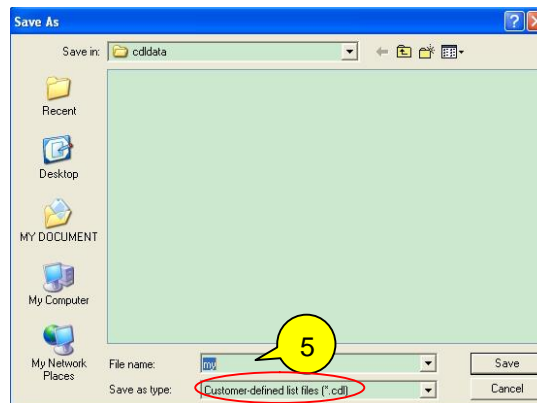 Save As
Save in: cdldata
Recent
Desktop
MY DOCUMENT
My Computer
My Network
Places
File name: my
5
Save
Save as type: Customer-defined list files (*.cdl)
Cancel